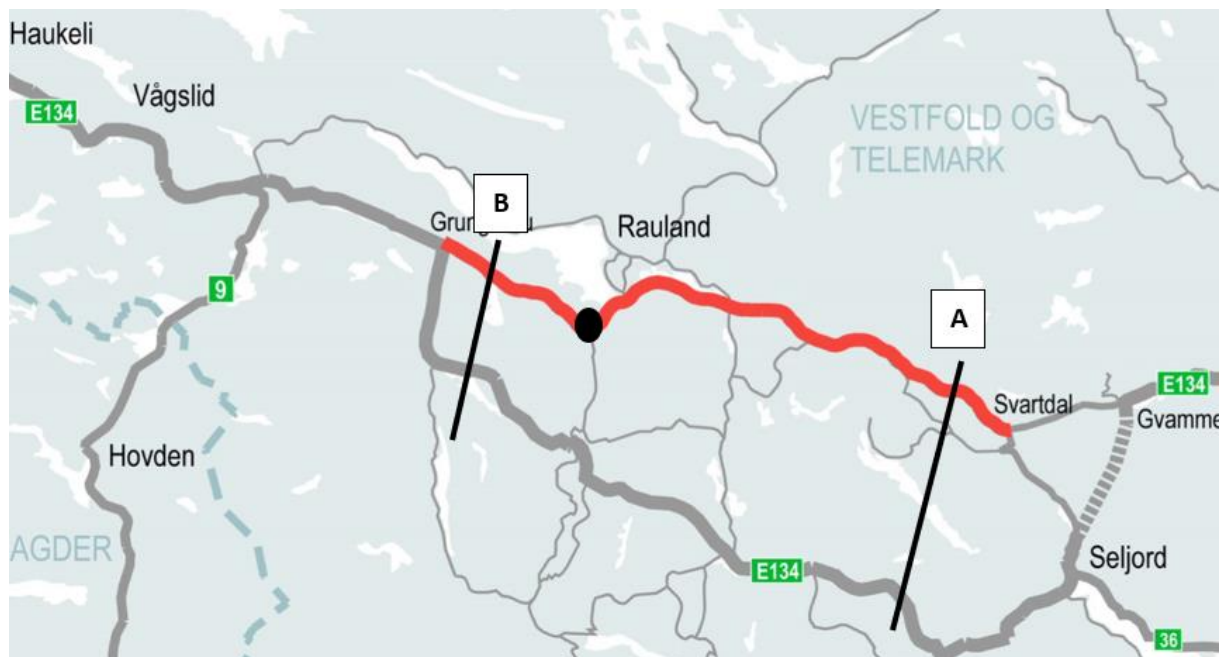 Haukeli
Vågslid
E134
VESTFOLD OG
TELEMARK
B
Rauland
9
A
E134
Svartdal
Gvamme
Hovden
AGDER
E134
Seljord
36